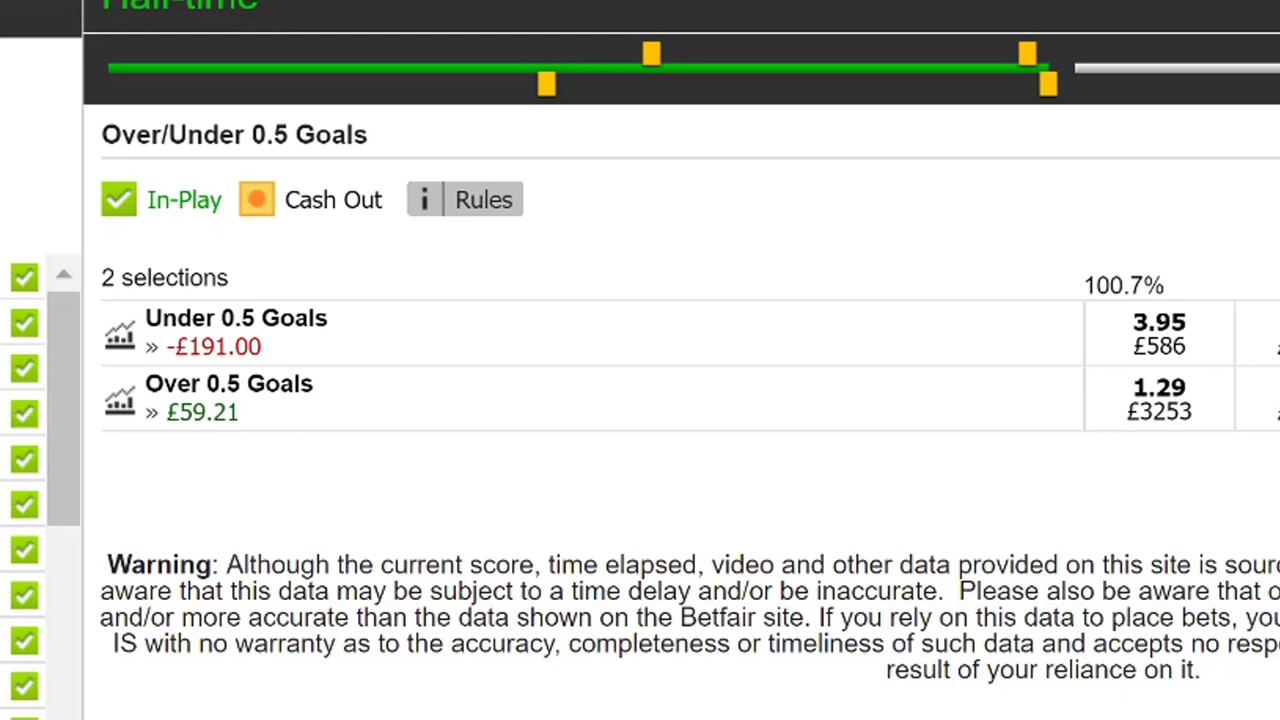 Half-time
Over/Under 0.5 Goals
In-Play Cash Out i Rules
2 selections 100.7%
Under 0.5 Goals 3.95
» -£191.00 £586
Over 0.5 Goals 1.29
» £59.21 £3253
Warning: Although the current score, time elapsed, video and other data provided on this site is
aware that this data may be subject to a time delay and/or be inaccurate. Please also be aware that
and/or more accurate than the data shown on the Betfair site. If you rely on this data to place bets,
IS with no warranty as to the accuracy, completeness or timeliness of such data and accepts no
result of your reliance on it.